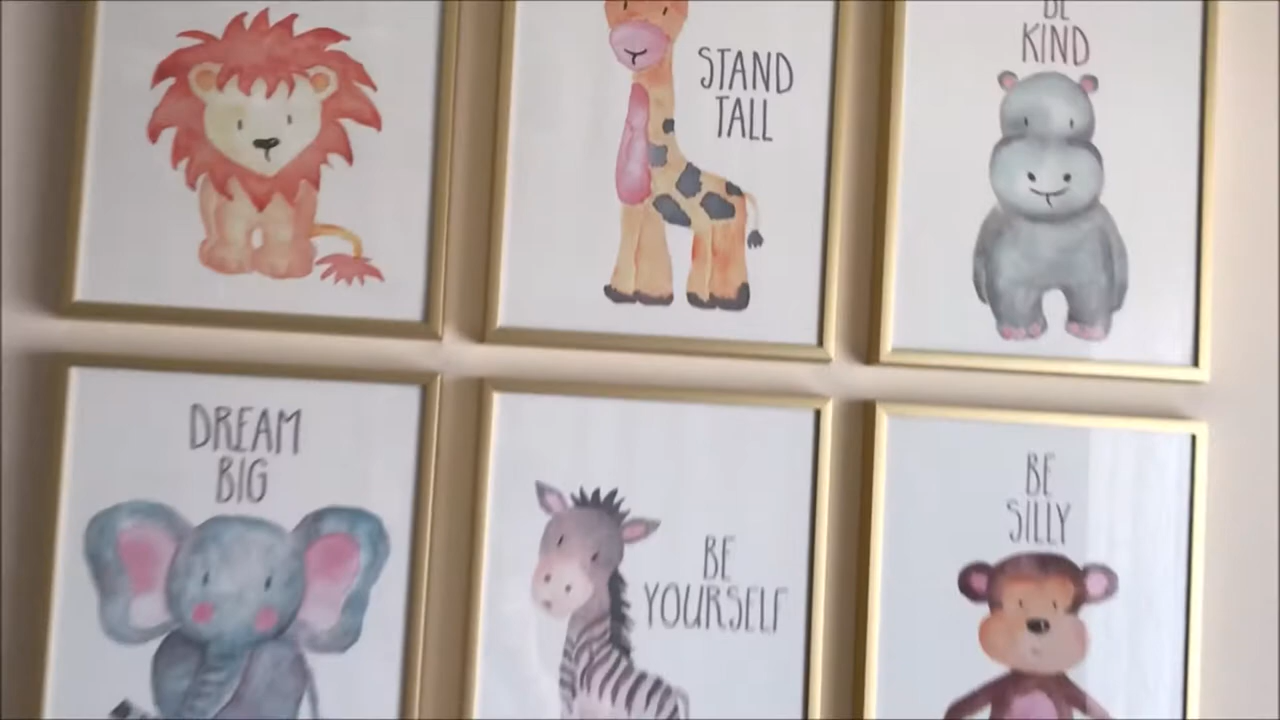 STAND
TALL
BE
KIND
DREAM
BIG
BE
YOURSELF
BE
SILLY